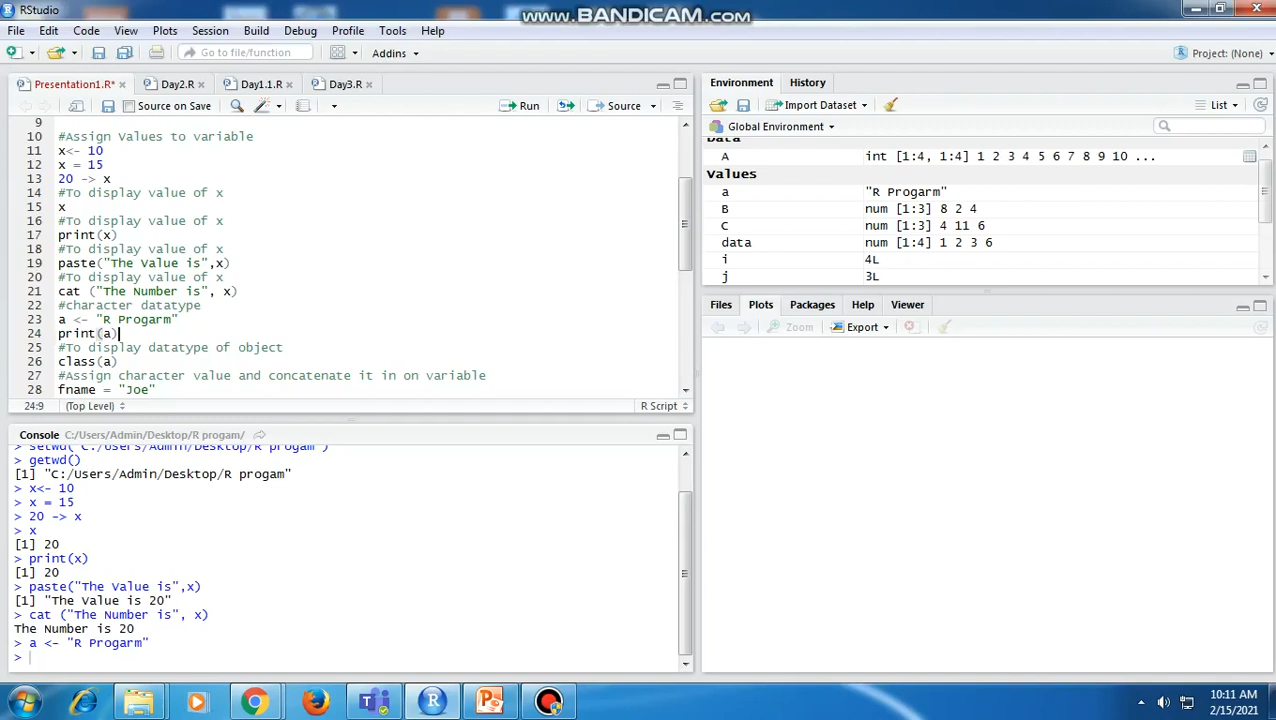 RStudio
www.BANDICAM.com
File Edit Code View Plots Session Build Debug Profile Tools Help
Go to file/function
Addins
Project: (None)
Presentation1.R* Day2.R Day1.1.R Day3.R
Source on Save
Run
Source
9
10 #Assign Values to variable
11 x<- 10
12 x = 15
13 20 -> x
14 #To display value of x
15 x
16 #To display value of x
17 print(x)
18 #To display value of x
19 paste("The Value is",x)
20 #To display value of x
21 cat ("The Number is", x)
22 #character datatype
23 a <- "R Progarm"
24 print(a)
25 #To display datatype of object
26 class(a)
27 #Assign character value and concatenate it in on variable
28 fname = "Joe"
24:9 (Top Level) R Script
Console C:/Users/Admin/Desktop/R progam/
> setwd("C:/Users/Admin/Desktop/R progam")
> getwd()
[1] "C:/Users/Admin/Desktop/R progam"
> x<- 10
> x = 15
> 20 -> x
> x
[1] 20
> print(x)
[1] 20
> paste("The Value is",x)
[1] "The Value is 20"
> cat ("The Number is", x)
The Number is 20
> a <- "R Progarm"
>
Environment History
Import Dataset
List
Global Environment
Data
A int [1:4, 1:4] 1 2 3 4 5 6 7 8 9 10 ...
Values
a "R Progarm"
B num [1:3] 8 2 4
C num [1:3] 4 11 6
data num [1:4] 1 2 3 6
i 4L
j 3L
Files Plots Packages Help Viewer
Zoom Export
10:11 AM
2/15/2021